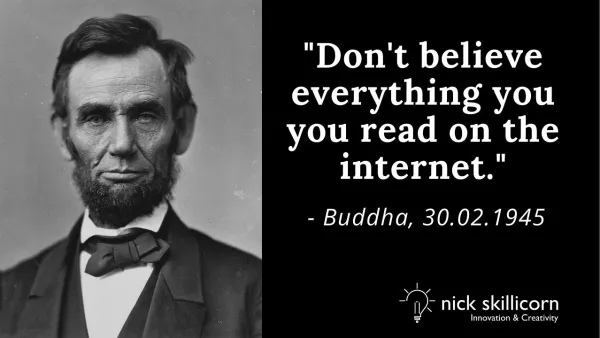 "Don't believe
everything you
you read on the
internet."
- Buddha, 30.02.1945
nick skillicorn
Innovation & Creativity